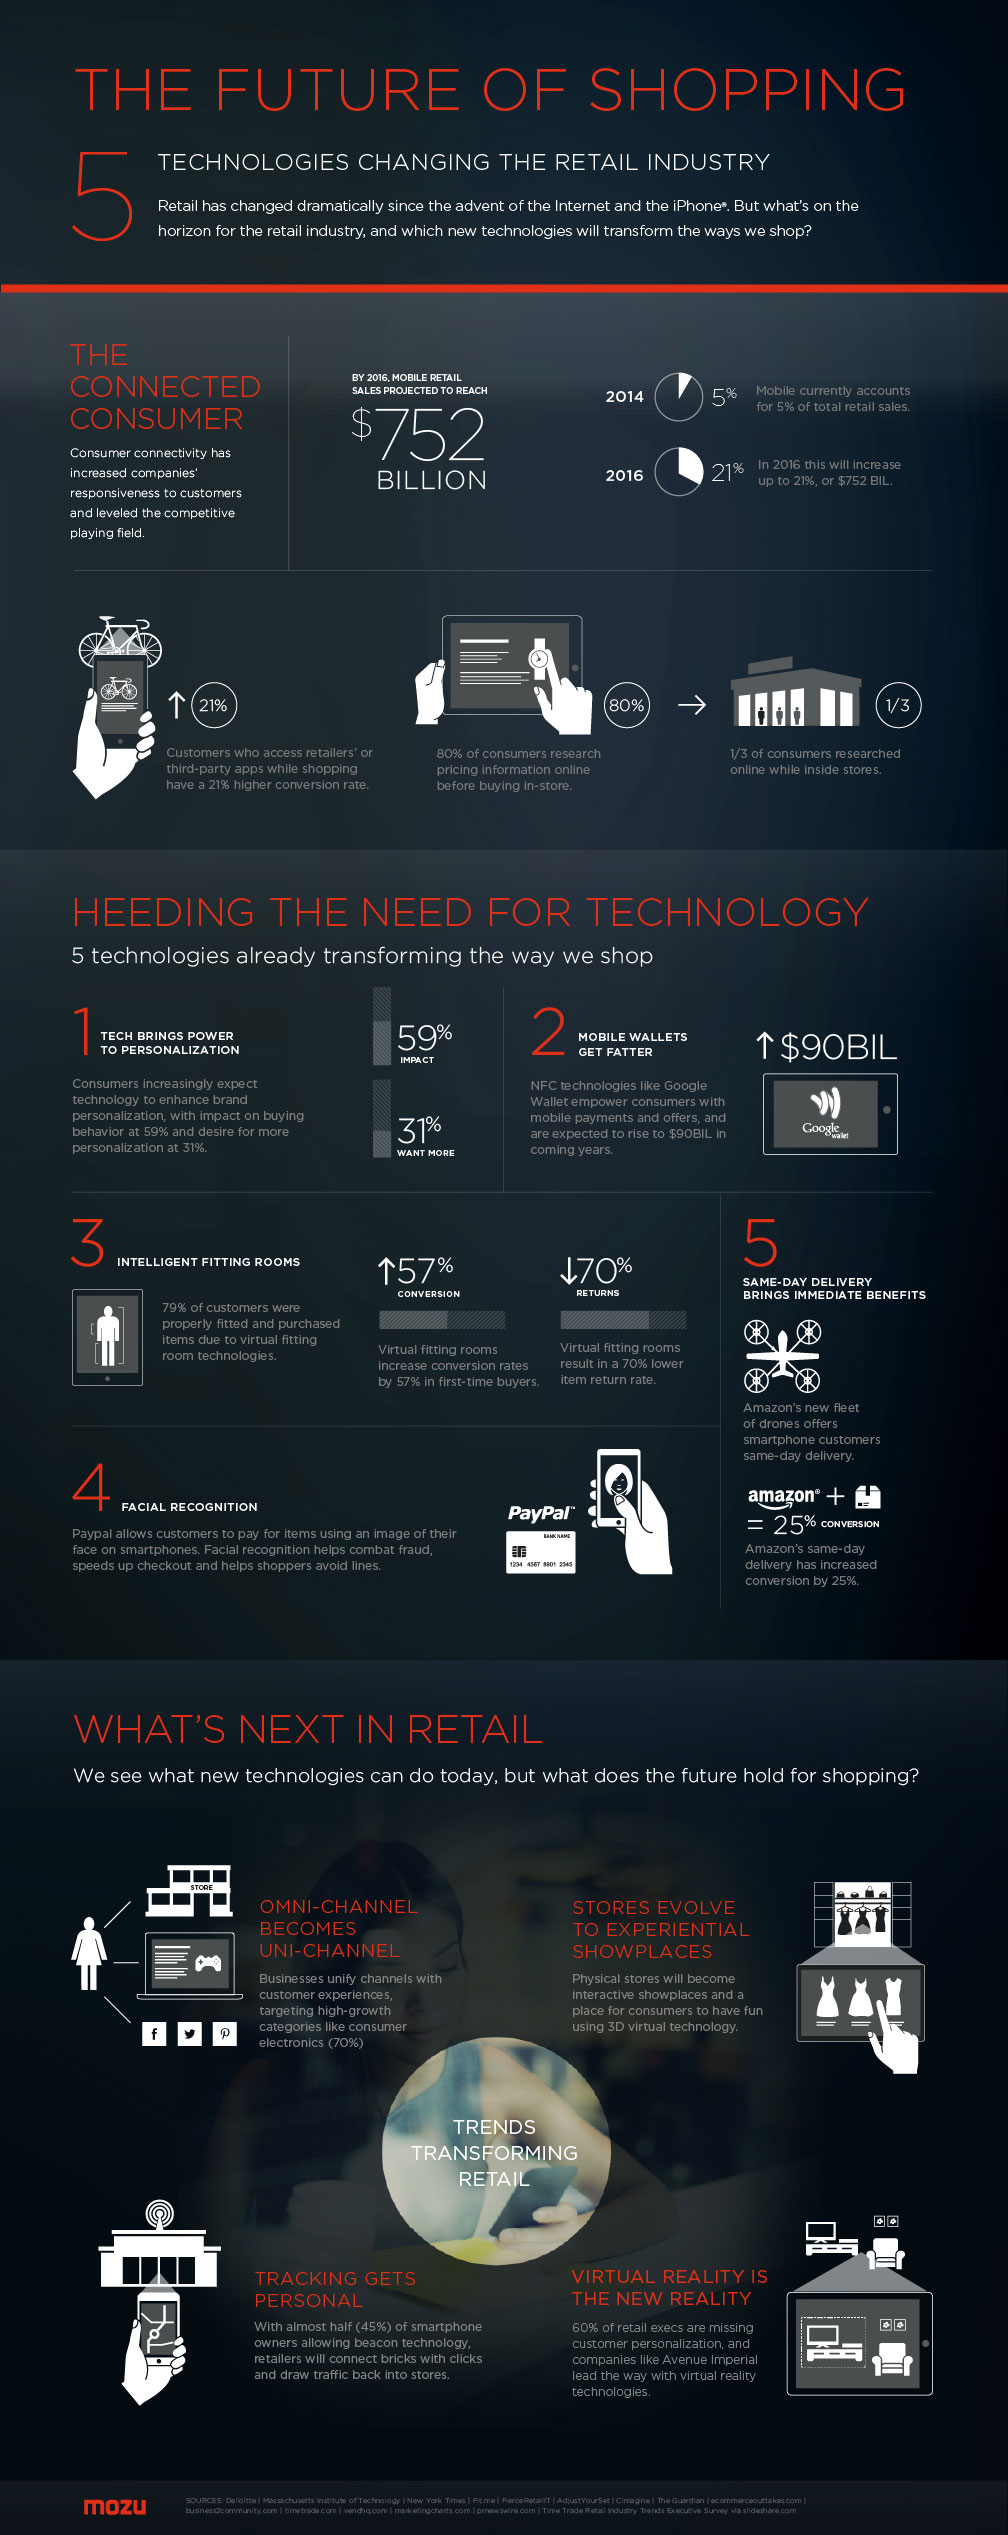 THE FUTURE OF SHOPPING
5
TECHNOLOGIES CHANGING THE RETAIL INDUSTRY
Retail has changed dramatically since the advent of the Internet and the iPhone®. But what's on the
horizon for the retail industry, and which new technologies will transform the ways we shop?
THE
CONNECTED
CONSUMER
Consumer connectivity has
increased companies'
responsiveness to customers
and leveled the competitive
playing field.
BY 2016, MOBILE RETAIL
SALES PROJECTED TO REACH
$752
BILLION
2014
5%
Mobile currently accounts
for 5% of total retail sales.
2016
21%
In 2016 this will increase
up to 21%, or $752 BIL.
21%
Customers who access retailers' or
third-party apps while shopping
have a 21% higher conversion rate.
80%
80% of consumers research
pricing information online
before buying in-store.
1/3
1/3 of consumers researched
online while inside stores.
HEEDING THE NEED FOR TECHNOLOGY
5 technologies already transforming the way we shop
1
TECH BRINGS POWER
TO PERSONALIZATION
Consumers increasingly expect
technology to enhance brand
personalization, with impact on buying
behavior at 59% and desire for more
personalization at 31%.
59%
IMPACT
31%
WANT MORE
2
MOBILE WALLETS
GET FATTER
NFC technologies like Google
Wallet empower consumers with
mobile payments and offers, and
are expected to rise to $90BIL in
coming years.
$90BIL
Google
wallet
3
INTELLIGENT FITTING ROOMS
79% of customers were
properly fitted and purchased
items due to virtual fitting
room technologies.
57%
CONVERSION
Virtual fitting rooms
increase conversion rates
by 57% in first-time buyers.
70%
RETURNS
Virtual fitting rooms
result in a 70% lower
item return rate.
4
FACIAL RECOGNITION
Paypal allows customers to pay for items using an image of their
face on smartphones. Facial recognition helps combat fraud,
speeds up checkout and helps shoppers avoid lines.
PayPal™
BANK NAME
1234 4567 8901 2345
5
SAME-DAY DELIVERY
BRINGS IMMEDIATE BENEFITS
Amazon's new fleet
of drones offers
smartphone customers
same-day delivery.
amazon® +
= 25% CONVERSION
Amazon's same-day
delivery has increased
conversion by 25%.
WHAT'S NEXT IN RETAIL
We see what new technologies can do today, but what does the future hold for shopping?
STORE
OMNI-CHANNEL
BECOMES
UNI-CHANNEL
Businesses unify channels with
customer experiences,
targeting high-growth
categories like consumer
electronics (70%)
STORES EVOLVE
TO EXPERIENTIAL
SHOWPLACES
Physical stores will become
interactive showplaces and a
place for consumers to have fun
using 3D virtual technology.
TRENDS
TRANSFORMING
RETAIL
TRACKING GETS
PERSONAL
With almost half (45%) of smartphone
owners allowing beacon technology,
retailers will connect bricks with clicks
and draw traffic back into stores.
VIRTUAL REALITY IS
THE NEW REALITY
60% of retail execs are missing
customer personalization, and
companies like Avenue Imperial
lead the way with virtual reality
technologies.
mozu
SOURCES: Deloitte | Massachusetts Institute of Technology | New York Times | Fit.me | FierceRetailIT | AdjustYourSet | Cimagine | The Guardian | ecommerceouttakes.com |
business2community.com | timetrade.com | vendhq.com | marketingcharts.com | prnewswire.com | Time Trade Retail Industry Trends Executive Survey via slideshare.com